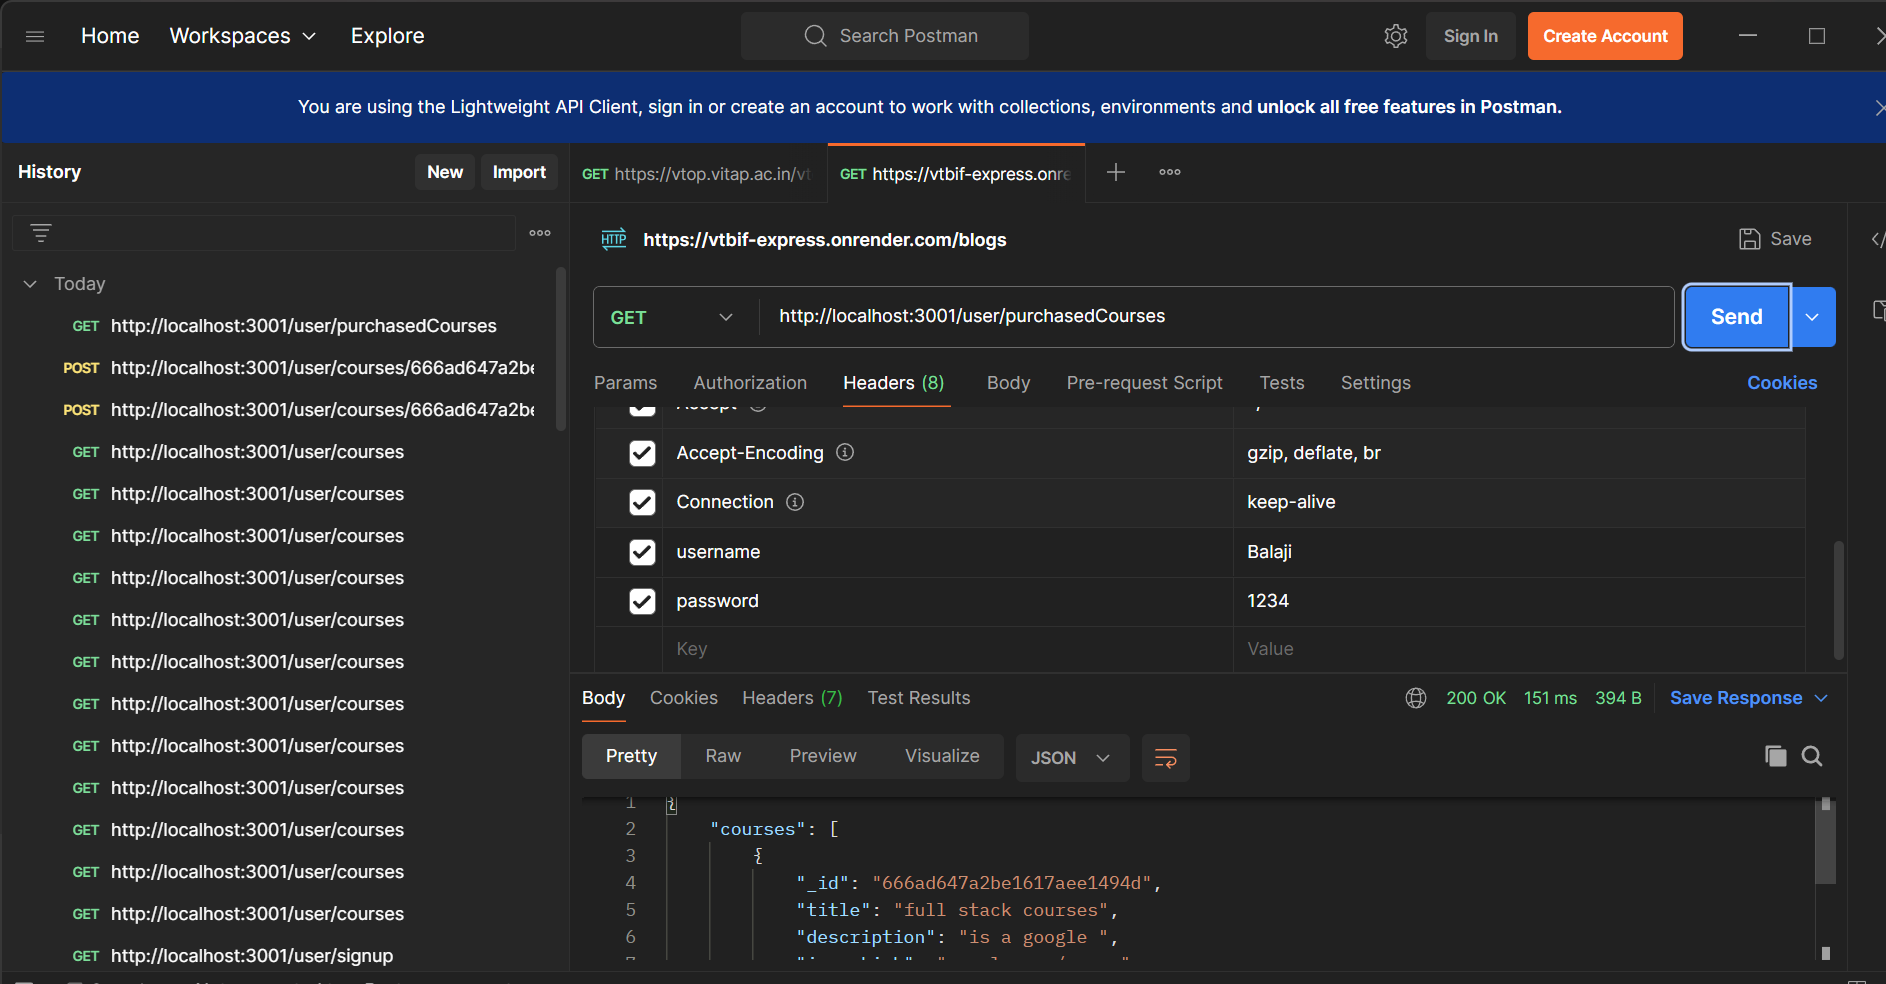 Home Workspaces Explore Search Postman Sign In Create Account
You are using the Lightweight API Client, sign in or create an account to work with collections, environments and unlock all free features in Postman.
History New Import
GET https://vtop.vitap.ac.in/vt GET https://vtbif-express.onre
HTTP https://vtbif-express.onrender.com/blogs Save
Today
GET http://localhost:3001/user/purchasedCourses
POST http://localhost:3001/user/courses/666ad647a2be
POST http://localhost:3001/user/courses/666ad647a2be
GET http://localhost:3001/user/courses
GET http://localhost:3001/user/courses
GET http://localhost:3001/user/courses
GET http://localhost:3001/user/courses
GET http://localhost:3001/user/courses
GET http://localhost:3001/user/courses
GET http://localhost:3001/user/courses
GET http://localhost:3001/user/courses
GET http://localhost:3001/user/courses
GET http://localhost:3001/user/courses
GET http://localhost:3001/user/courses
GET http://localhost:3001/user/courses
GET http://localhost:3001/user/signup
GET http://localhost:3001/user/purchasedCourses Send
Params Authorization Headers (8) Body Pre-request Script Tests Settings Cookies
Accept-Encoding gzip, deflate, br
Connection keep-alive
username Balaji
password 1234
Key Value
Body Cookies Headers (7) Test Results 200 OK 151 ms 394 B Save Response
Pretty Raw Preview Visualize JSON
1 {
2 "courses": [
3 {
4 "_id": "666ad647a2be1617aee1494d",
5 "title": "full stack courses",
6 "description": "is a google ",